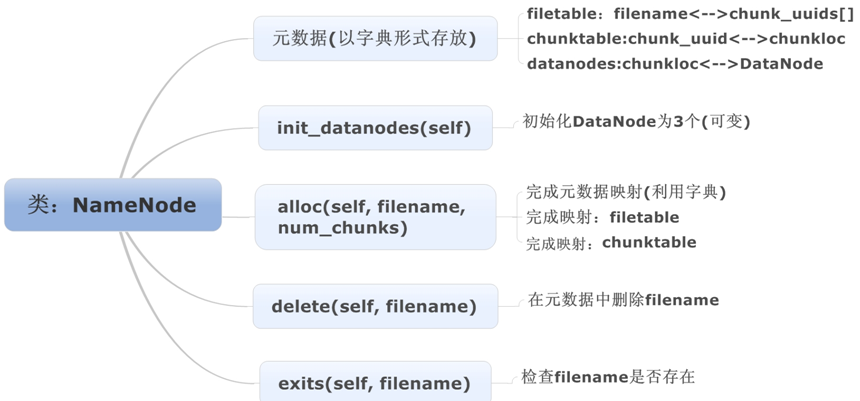 类：NameNode
元数据(以字典形式存放)
filetable：filename<-->chunk_uuids[]
chunktable:chunk_uuid<-->chunkloc
datanodes:chunkloc<-->DataNode
init_datanodes(self)
初始化DataNode为3个(可变)
alloc(self, filename,
num_chunks)
完成元数据映射(利用字典)
完成映射：filetable
完成映射：chunktable
delete(self, filename)
在元数据中删除filename
exits(self, filename)
检查filename是否存在